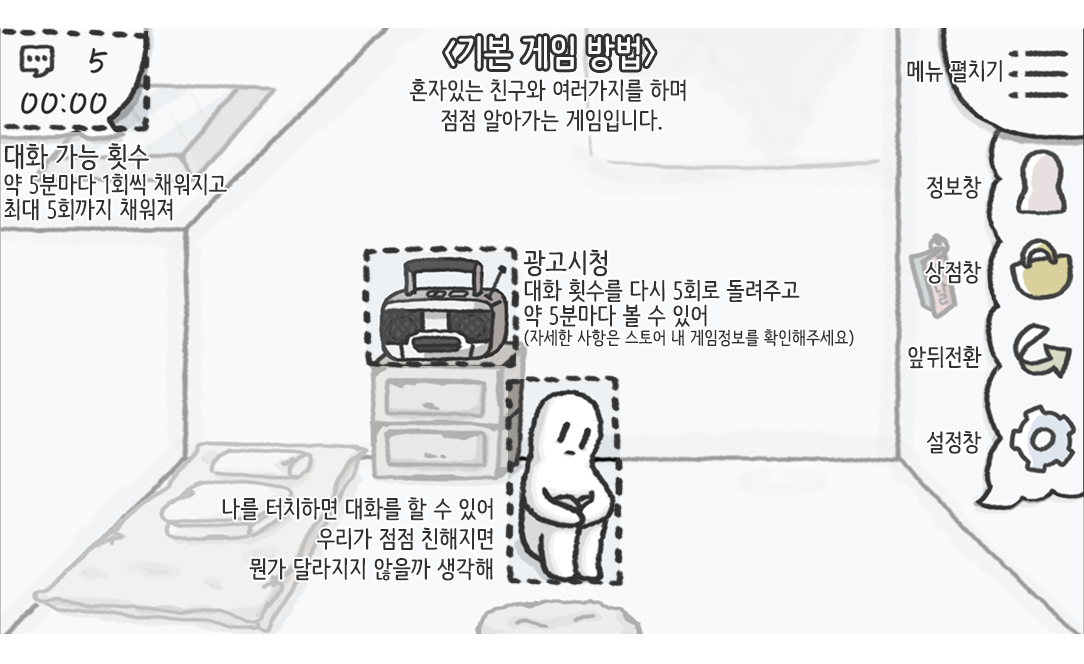 5
00:00
대화 가능 횟수
약 5분마다 1회씩 채워지고
최대 5회까지 채워져
<기본 게임 방법>
혼자있는 친구와 여러가지를 하며
점점 알아가는 게임입니다.
메뉴 펼치기
정보창
상점창
앞뒤전환
설정창
광고시청
대화 횟수를 다시 5회로 돌려주고
약 5분마다 볼 수 있어
(자세한 사항은 스토어 내 게임정보를 확인해주세요)
나를 터치하면 대화를 할 수 있어
우리가 점점 친해지면
뭔가 달라지지 않을까 생각해